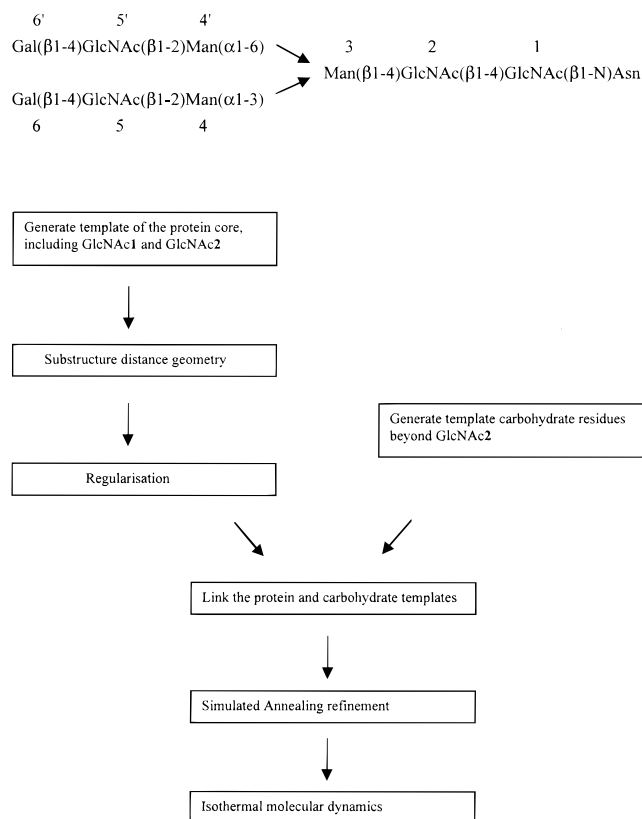 6' 5' 4'
Gal(β1-4)GlcNAc(β1-2)Man(α1-6)
3 2 1
Man(β1-4)GlcNAc(β1-4)GlcNAc(β1-N)Asn
Gal(β1-4)GlcNAc(β1-2)Man(α1-3)
6 5 4
Generate template of the protein core,
including GlcNAc1 and GlcNAc2
Substructure distance geometry
Generate template carbohydrate residues
beyond GlcNAc2
Regularisation
Link the protein and carbohydrate templates
Simulated Annealing refinement
Isothermal molecular dynamics